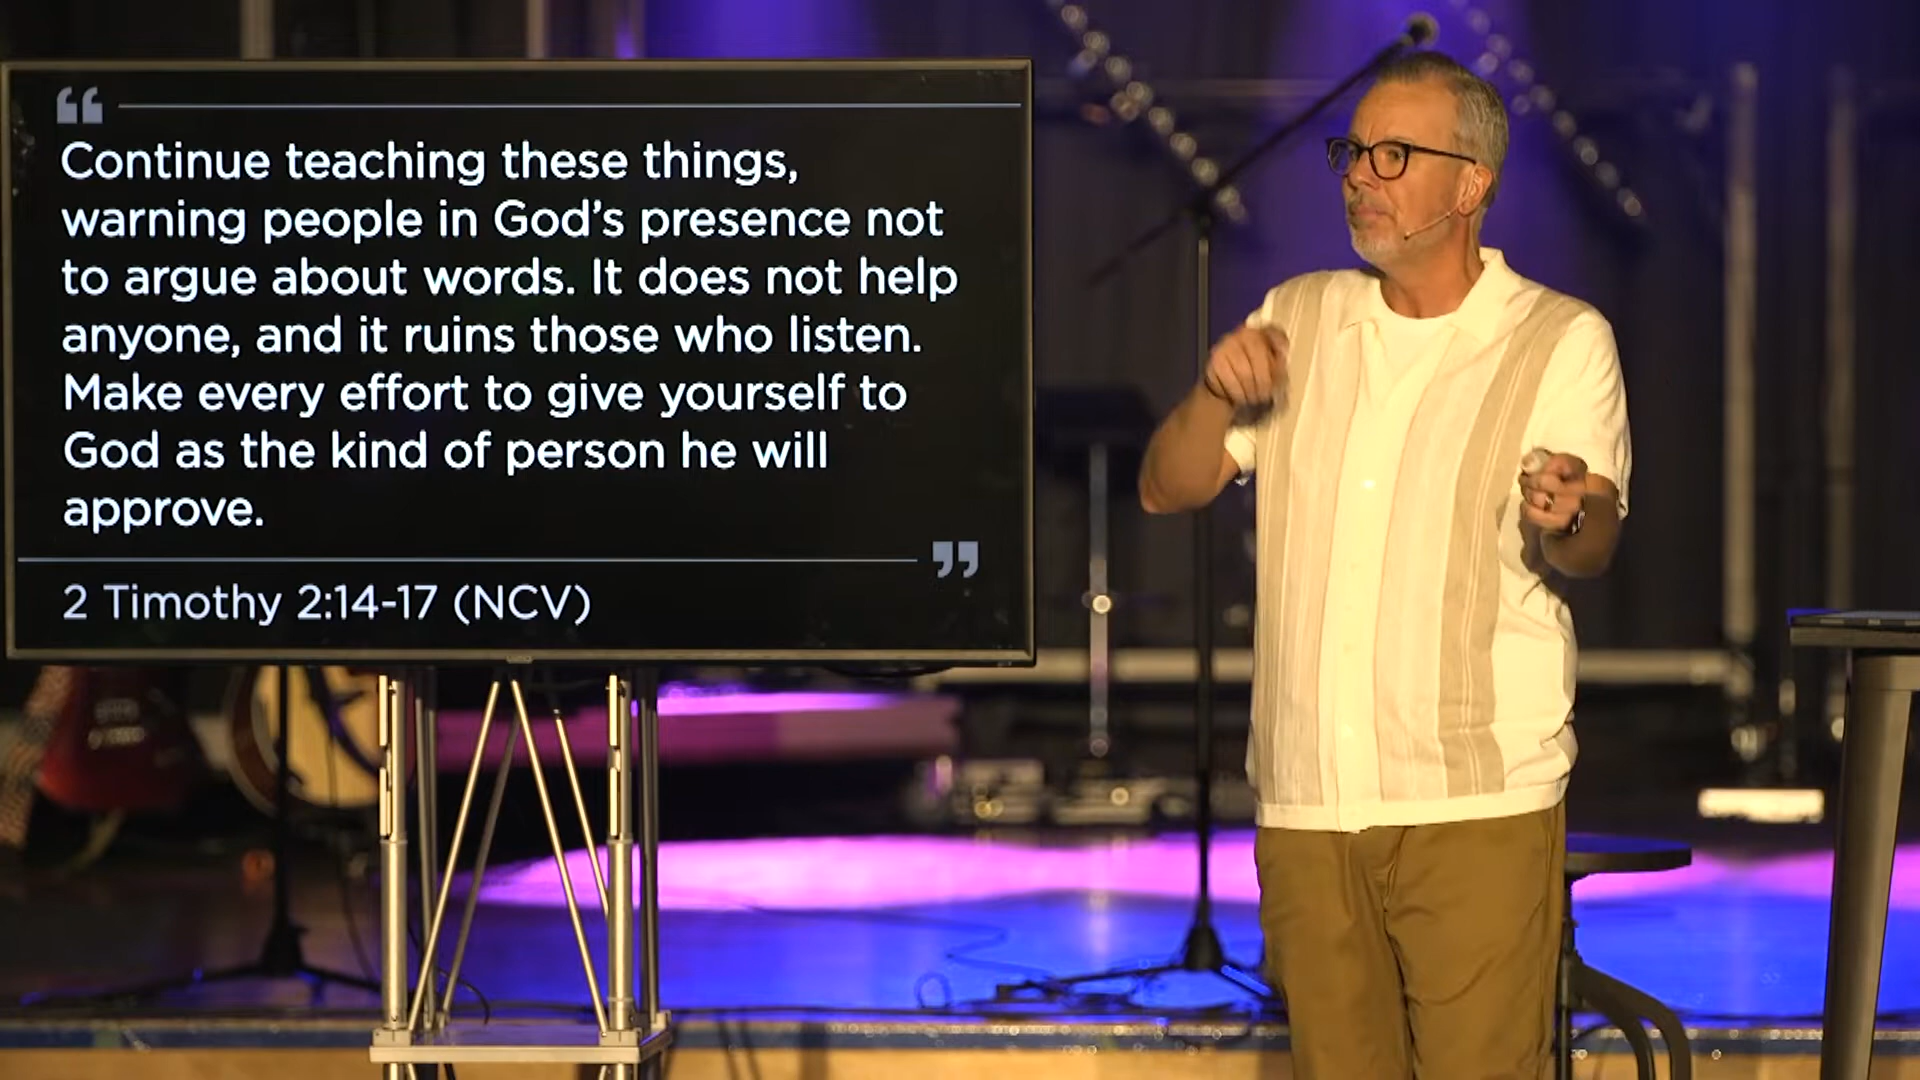 “
Continue teaching these things,
warning people in God’s presence not
to argue about words. It does not help
anyone, and it ruins those who listen.
Make every effort to give yourself to
God as the kind of person he will
approve.
”
2 Timothy 2:14-17 (NCV)